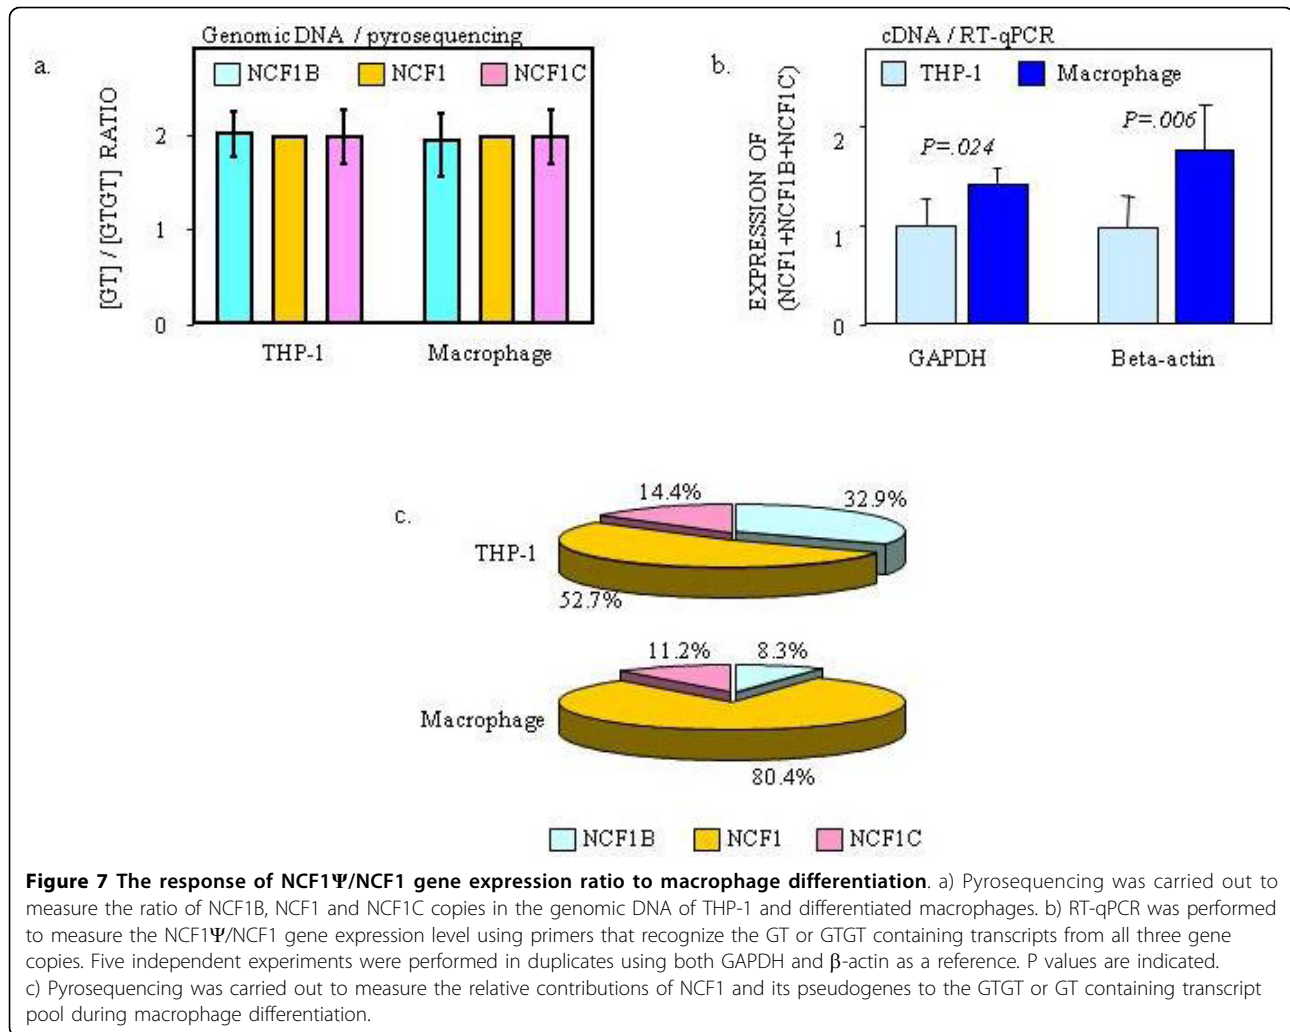 Genomic DNA / pyrosequencing
a.
NCF1B NCF1 NCF1C
[GT] / [GTGT] RATIO
2
1
0
THP-1 Macrophage
cDNA / RT-qPCR
b.
THP-1 Macrophage
EXPRESSION OF
(NCF1+NCF1B+NCF1C)
2
1
0
P=.024
P=.006
GAPDH Beta-actin
c.
14.4% 32.9%
THP-1
52.7%
11.2% 8.3%
Macrophage
80.4%
NCF1B NCF1 NCF1C
Figure 7 The response of NCF1Ψ/NCF1 gene expression ratio to macrophage differentiation. a) Pyrosequencing was carried out to
measure the ratio of NCF1B, NCF1 and NCF1C copies in the genomic DNA of THP-1 and differentiated macrophages. b) RT-qPCR was performed
to measure the NCF1Ψ/NCF1 gene expression level using primers that recognize the GT or GTGT containing transcripts from all three gene
copies. Five independent experiments were performed in duplicates using both GAPDH and β-actin as a reference. P values are indicated.
c) Pyrosequencing was carried out to measure the relative contributions of NCF1 and its pseudogenes to the GTGT or GT containing transcript
pool during macrophage differentiation.